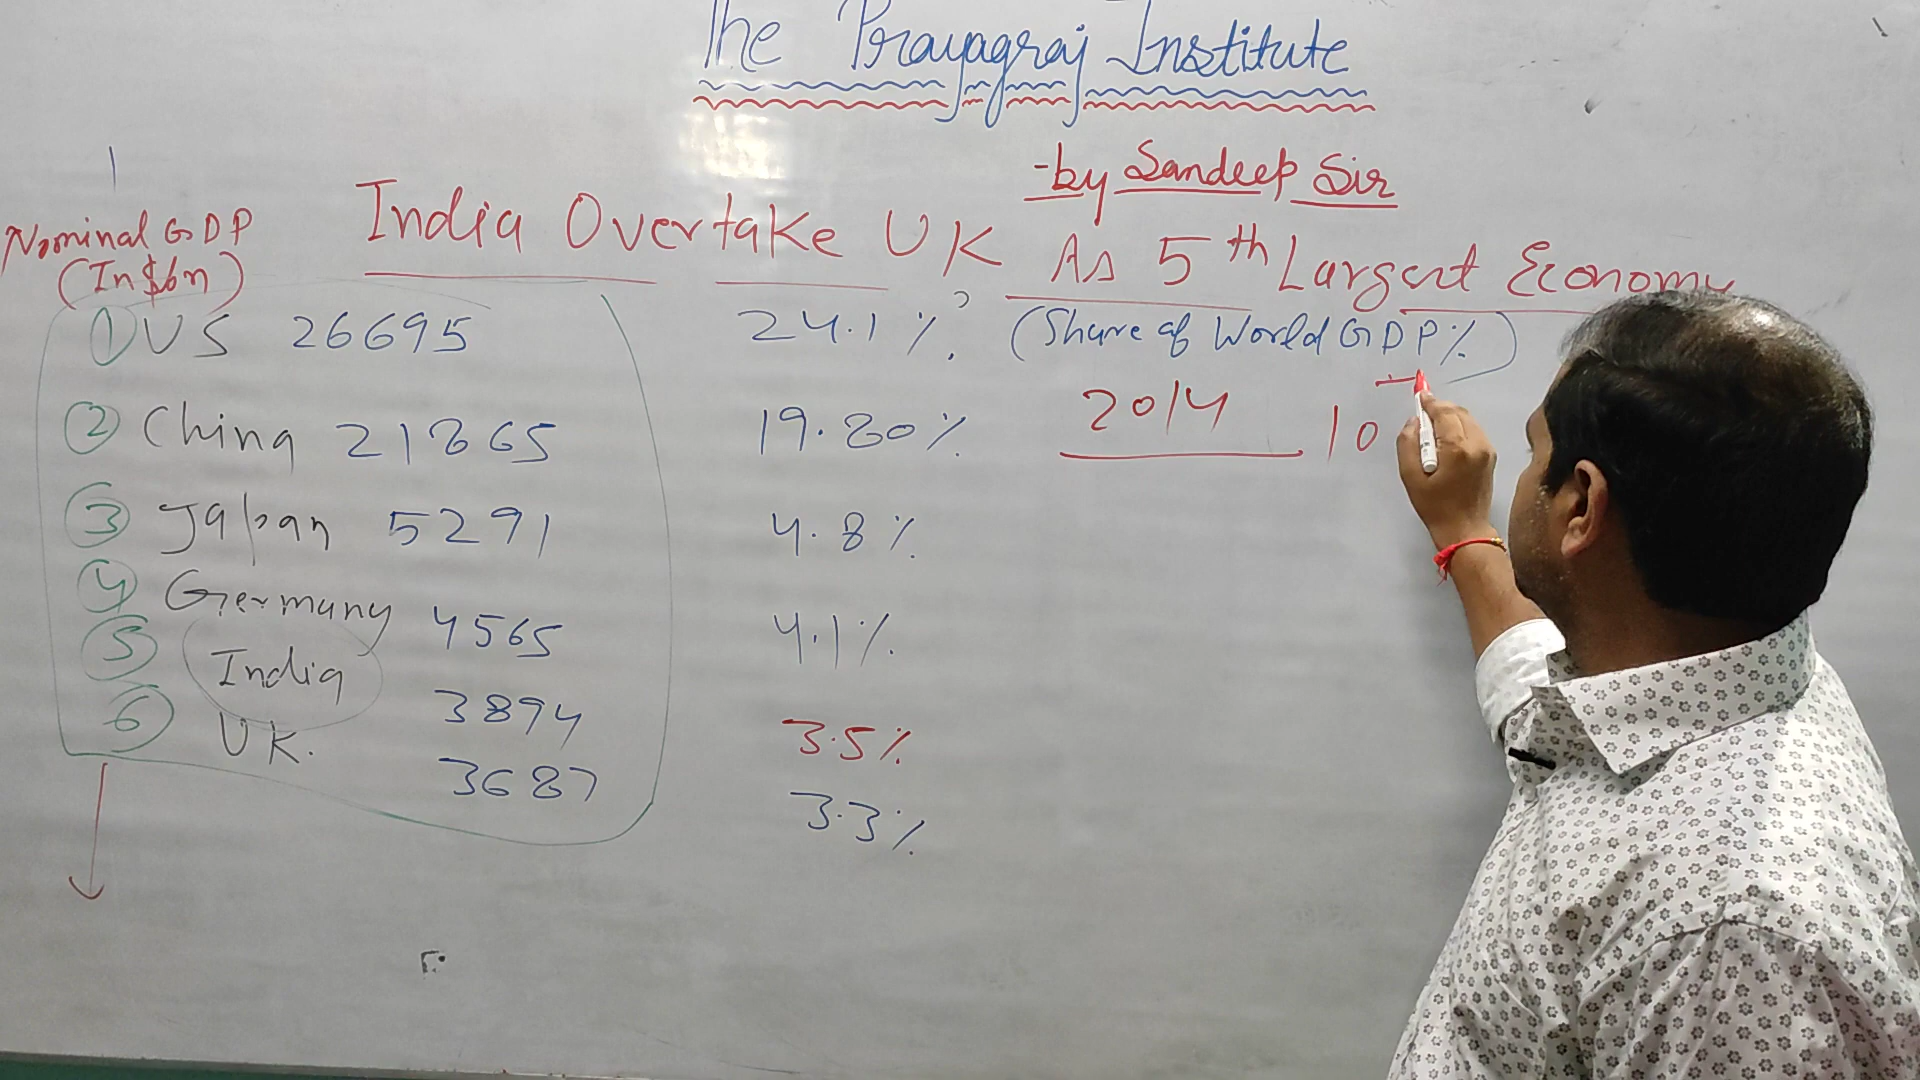 The Prayagraj Institute
-by Sandeep Sir
India Overtake UK As 5th Largest Economy
Nominal GDP
(In $bn)
① US 26695 24.1% (Share of World GDP%)
② China 21865 19.80% 2014 10
③ Japan 5291 4.8%
④ Germany 4565 4.1%
⑤ India 3894 3.5%
⑥ UK. 3687 3.3%